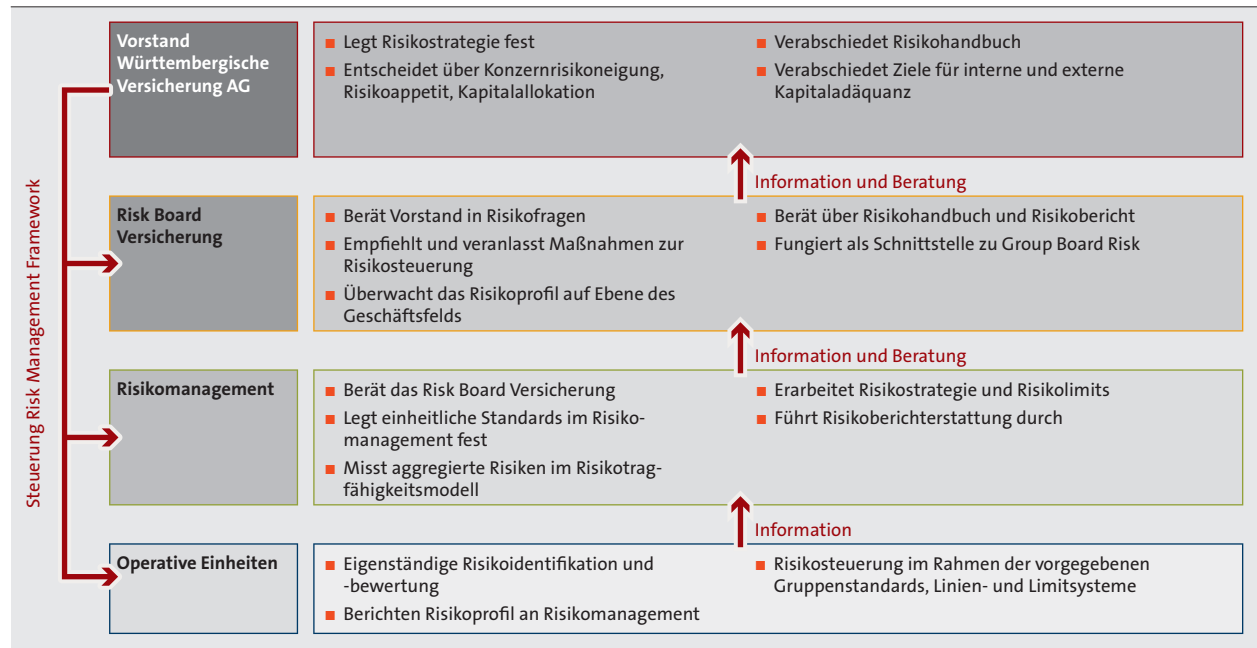 Steuerung Risk Management Framework
Vorstand
Württembergische
Versicherung AG
■ Legt Risikostrategie fest
■ Entscheidet über Konzernrisikoneigung,
Risikoappetit, Kapitalallokation
■ Verabschiedet Risikohandbuch
■ Verabschiedet Ziele für interne und externe
Kapitaladäquanz
Information und Beratung
Risk Board
Versicherung
■ Berät Vorstand in Risikofragen
■ Empfiehlt und veranlasst Maßnahmen zur
Risikosteuerung
■ Überwacht das Risikoprofil auf Ebene des
Geschäftsfelds
■ Berät über Risikohandbuch und Risikobericht
■ Fungiert als Schnittstelle zu Group Board Risk
Information und Beratung
Risikomanagement
■ Berät das Risk Board Versicherung
■ Legt einheitliche Standards im Risiko-
management fest
■ Misst aggregierte Risiken im Risikotrag-
fähigkeitsmodell
■ Erarbeitet Risikostrategie und Risikolimits
■ Führt Risikoberichterstattung durch
Information
Operative Einheiten
■ Eigenständige Risikoidentifikation und
-bewertung
■ Berichten Risikoprofil an Risikomanagement
■ Risikosteuerung im Rahmen der vorgegebenen
Gruppenstandards, Linien- und Limitsysteme